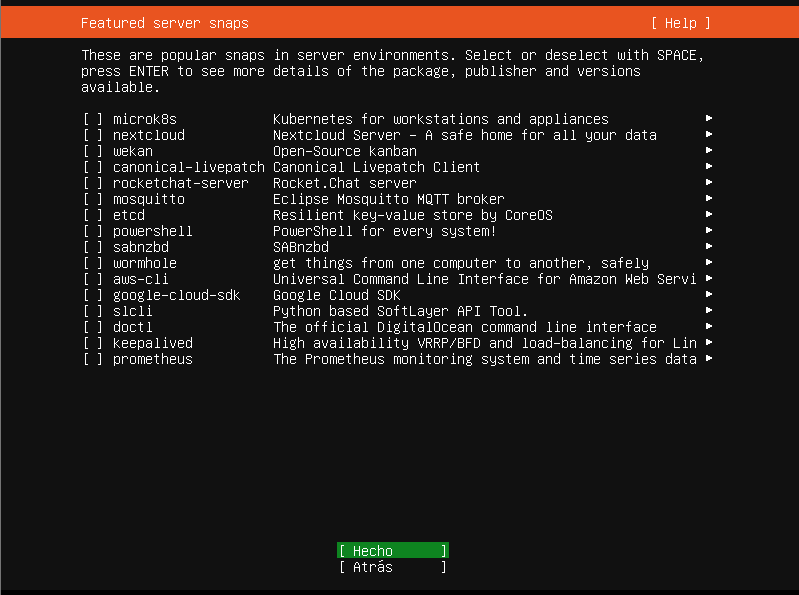 Featured server snaps [ Help ]
These are popular snaps in server environments. Select or deselect with SPACE,
press ENTER to see more details of the package, publisher and versions
available.
[ ] microk8s Kubernetes for workstations and appliances ▸
[ ] nextcloud Nextcloud Server - A safe home for all your data ▸
[ ] wekan Open-Source kanban ▸
[ ] canonical-livepatch Canonical Livepatch Client ▸
[ ] rocketchat-server Rocket.Chat server ▸
[ ] mosquitto Eclipse Mosquitto MQTT broker ▸
[ ] etcd Resilient key-value store by CoreOS ▸
[ ] powershell PowerShell for every system! ▸
[ ] sabnzbd SABnzbd ▸
[ ] wormhole get things from one computer to another, safely ▸
[ ] aws-cli Universal Command Line Interface for Amazon Web Servi ▸
[ ] google-cloud-sdk Google Cloud SDK ▸
[ ] slcli Python based SoftLayer API Tool. ▸
[ ] doctl The official DigitalOcean command line interface ▸
[ ] keepalived High availability VRRP/BFD and load-balancing for Lin ▸
[ ] prometheus The Prometheus monitoring system and time series data ▸
[ Hecho ]
[ Atrás ]